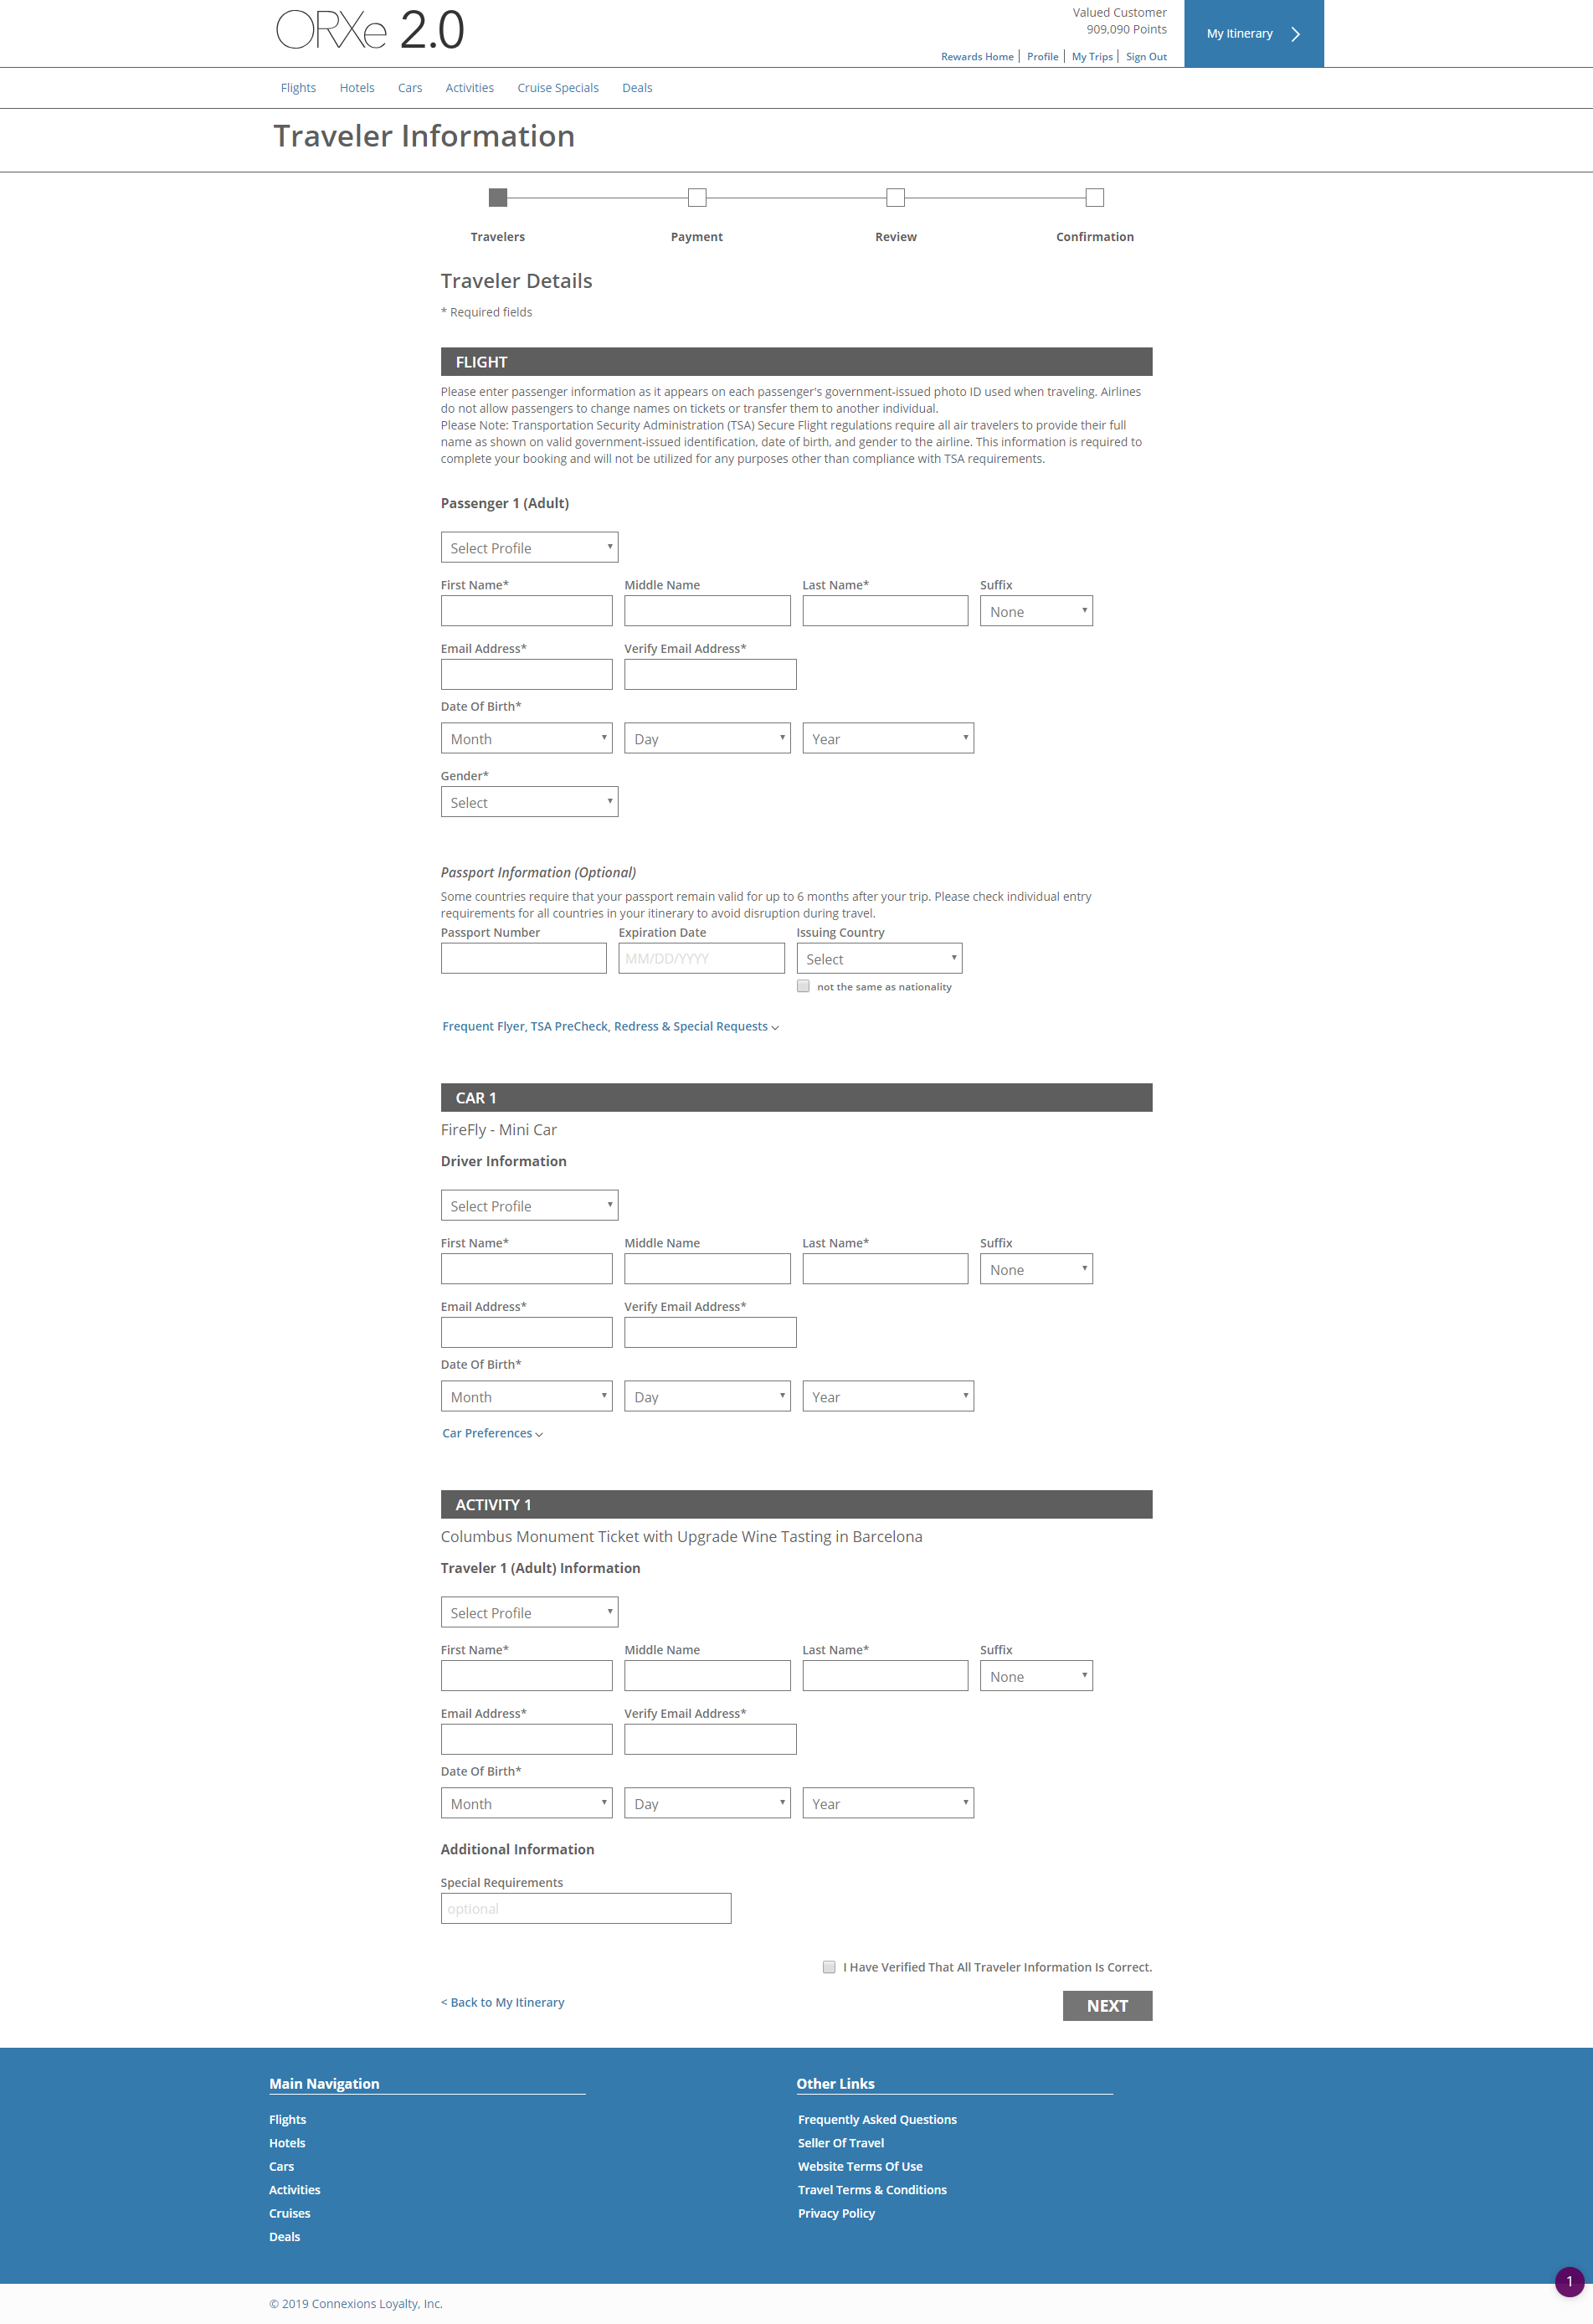 ORXe 2.0
Valued Customer
909,090 Points
Rewards Home | Profile | My Trips | Sign Out
My Itinerary
Flights Hotels Cars Activities Cruise Specials Deals
Traveler Information
Travelers Payment Review Confirmation
Traveler Details
* Required fields
FLIGHT
Please enter passenger information as it appears on each passenger's government-issued photo ID used when traveling. Airlines
do not allow passengers to change names on tickets or transfer them to another individual.
Please Note: Transportation Security Administration (TSA) Secure Flight regulations require all air travelers to provide their full
name as shown on valid government-issued identification, date of birth, and gender to the airline. This information is required to
complete your booking and will not be utilized for any purposes other than compliance with TSA requirements.
Passenger 1 (Adult)
Select Profile
First Name* Middle Name Last Name* Suffix
None
Email Address* Verify Email Address*
Date Of Birth*
Month Day Year
Gender*
Select
Passport Information (Optional)
Some countries require that your passport remain valid for up to 6 months after your trip. Please check individual entry
requirements for all countries in your itinerary to avoid disruption during travel.
Passport Number Expiration Date Issuing Country
MM/DD/YYYY Select
not the same as nationality
Frequent Flyer, TSA PreCheck, Redress & Special Requests
CAR 1
FireFly - Mini Car
Driver Information
Select Profile
First Name* Middle Name Last Name* Suffix
None
Email Address* Verify Email Address*
Date Of Birth*
Month Day Year
Car Preferences
ACTIVITY 1
Columbus Monument Ticket with Upgrade Wine Tasting in Barcelona
Traveler 1 (Adult) Information
Select Profile
First Name* Middle Name Last Name* Suffix
None
Email Address* Verify Email Address*
Date Of Birth*
Month Day Year
Additional Information
Special Requirements
optional
I Have Verified That All Traveler Information Is Correct.
< Back to My Itinerary
NEXT
Main Navigation
Flights
Hotels
Cars
Activities
Cruises
Deals
Other Links
Frequently Asked Questions
Seller Of Travel
Website Terms Of Use
Travel Terms & Conditions
Privacy Policy
1
© 2019 Connexions Loyalty, Inc.